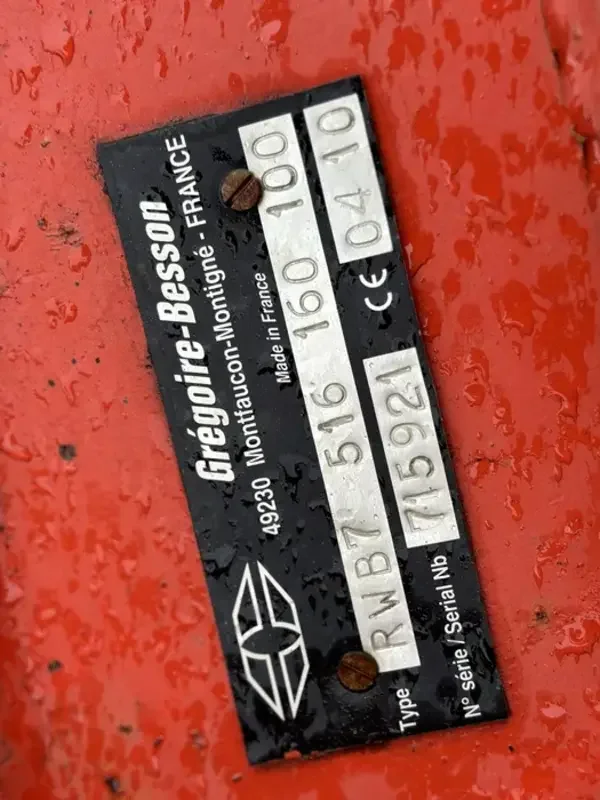 Grégoire-Besson
49230 Montfaucon-Montigné - FRANCE
Made in France
Type RWB7 516 160 100
N° série / Serial Nb 715921 CE 04 10